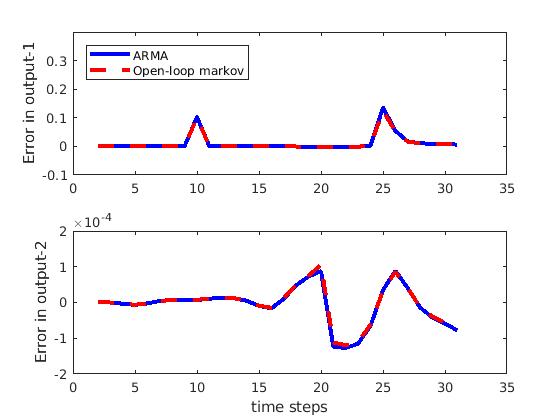 Error in output-1
0.3
0.2
0.1
0
-0.1
ARMA
Open-loop markov
0 5 10 15 20 25 30 35
×10-4
Error in output-2
2
1
0
-1
-2
0 5 10 15 20 25 30 35
time steps